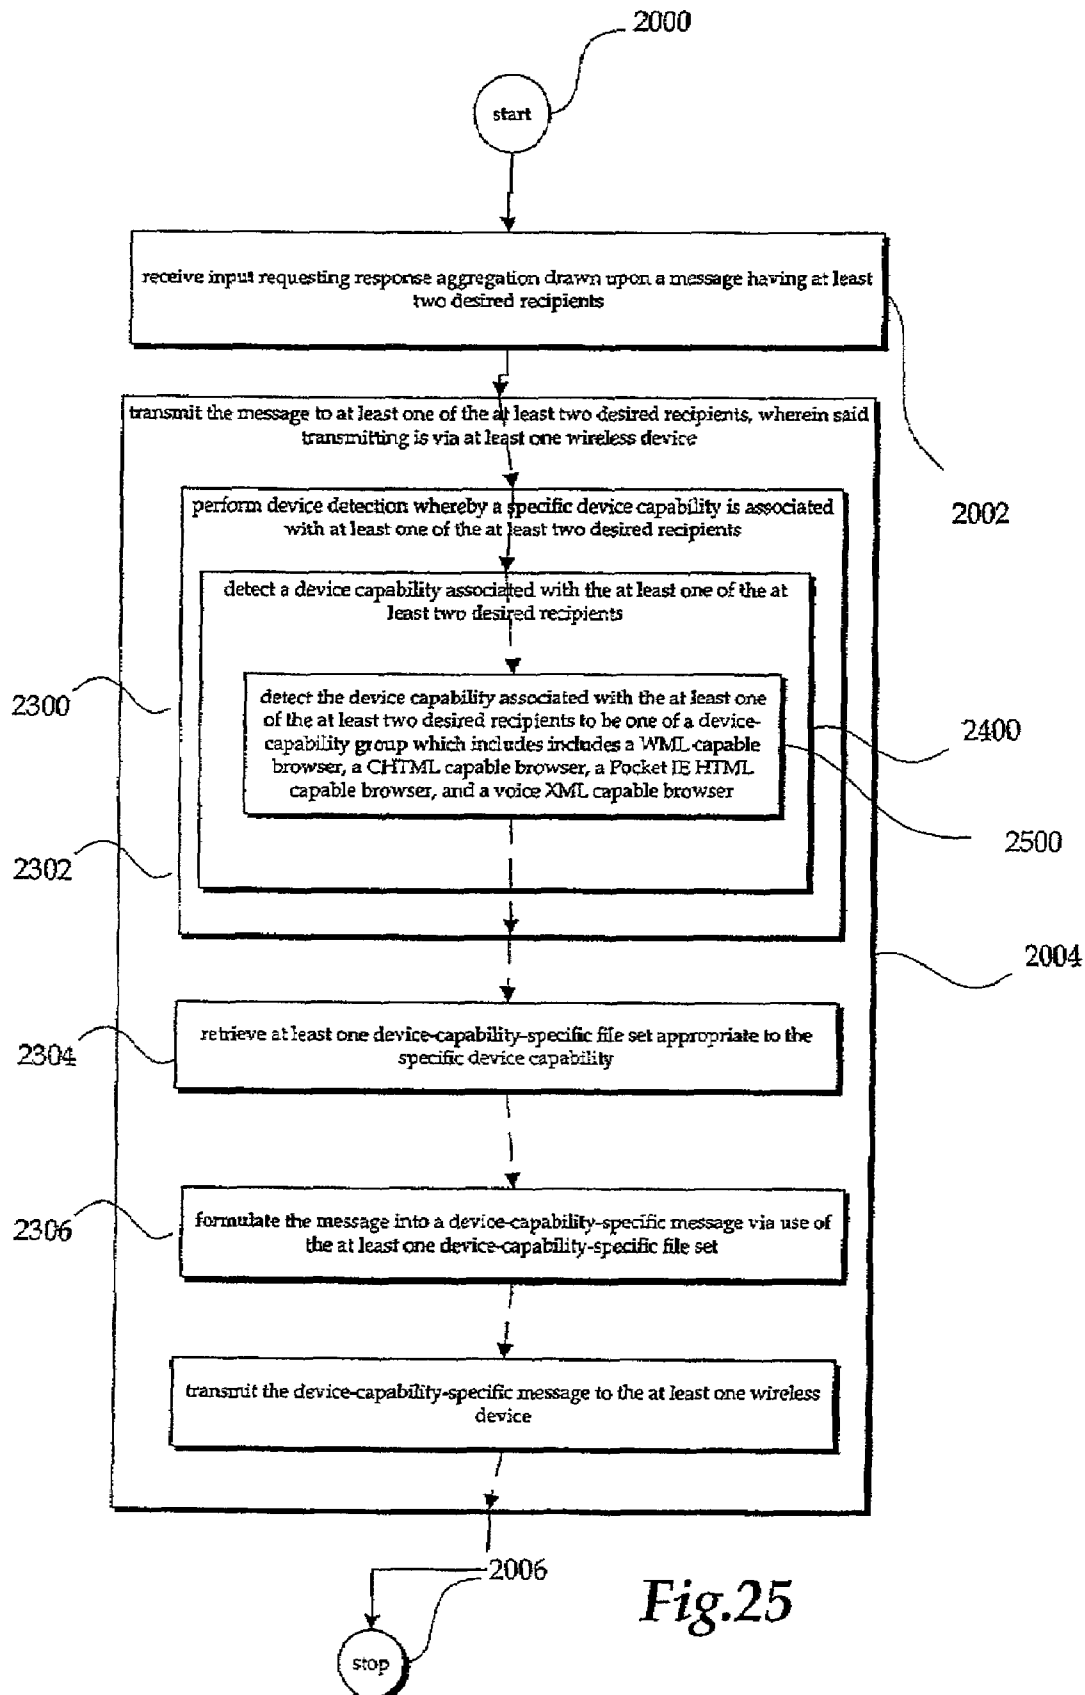 2000
start
receive input requesting response aggregation drawn upon a message having at least
two desired recipients
transmit the message to at least one of the at least two desired recipients, wherein said
transmitting is via at least one wireless device
2002
perform device detection whereby a specific device capability is associated
with at least one of the at least two desired recipients
detect a device capability associated with the at least one of the at
least two desired recipients
2300
detect the device capability associated with the at least one
of the at least two desired recipients to be one of a device-
capability group which includes includes a WML capable
browser, a CHTML capable browser, a Pocket IE HTML
capable browser, and a voice XML capable browser
2400
2500
2302
2004
retrieve at least one device-capability-specific file set appropriate to the
specific device capability
2304
formulate the message into a device-capability-specific message via use of
the at least one device-capability-specific file set
2306
transmit the device-capability-specific message to the at least one wireless
device
2006
Fig.25
stop